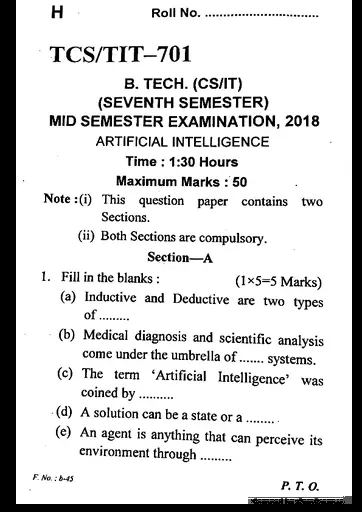 H
Roll No. ................................
TCS/TIT–701
B. TECH. (CS/IT)
(SEVENTH SEMESTER)
MID SEMESTER EXAMINATION, 2018
ARTIFICIAL INTELLIGENCE
Time : 1:30 Hours
Maximum Marks : 50
Note :(i) This question paper contains two
Sections.
(ii) Both Sections are compulsory.
Section—A
1. Fill in the blanks : (1×5=5 Marks)
(a) Inductive and Deductive are two types
of .........
(b) Medical diagnosis and scientific analysis
come under the umbrella of ....... systems.
(c) The term ‘Artificial Intelligence’ was
coined by ..........
(d) A solution can be a state or a ........
(e) An agent is anything that can perceive its
environment through .........
F. No. : b-45
P. T. O.